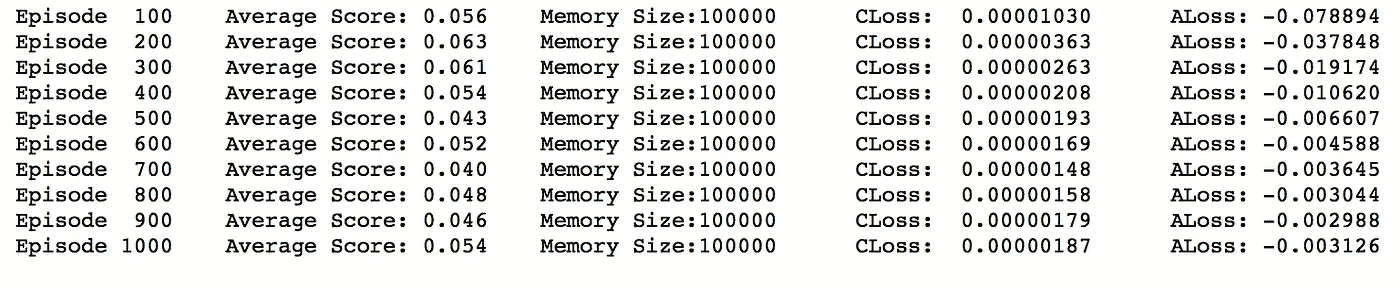 Episode  100    Average Score: 0.056    Memory Size:100000      CLoss:  0.00001030      ALoss: -0.078894
Episode  200    Average Score: 0.063    Memory Size:100000      CLoss:  0.00000363      ALoss: -0.037848
Episode  300    Average Score: 0.061    Memory Size:100000      CLoss:  0.00000263      ALoss: -0.019174
Episode  400    Average Score: 0.054    Memory Size:100000      CLoss:  0.00000208      ALoss: -0.010620
Episode  500    Average Score: 0.043    Memory Size:100000      CLoss:  0.00000193      ALoss: -0.006607
Episode  600    Average Score: 0.052    Memory Size:100000      CLoss:  0.00000169      ALoss: -0.004588
Episode  700    Average Score: 0.040    Memory Size:100000      CLoss:  0.00000148      ALoss: -0.003645
Episode  800    Average Score: 0.048    Memory Size:100000      CLoss:  0.00000158      ALoss: -0.003044
Episode  900    Average Score: 0.046    Memory Size:100000      CLoss:  0.00000179      ALoss: -0.002988
Episode 1000    Average Score: 0.054    Memory Size:100000      CLoss:  0.00000187      ALoss: -0.003126